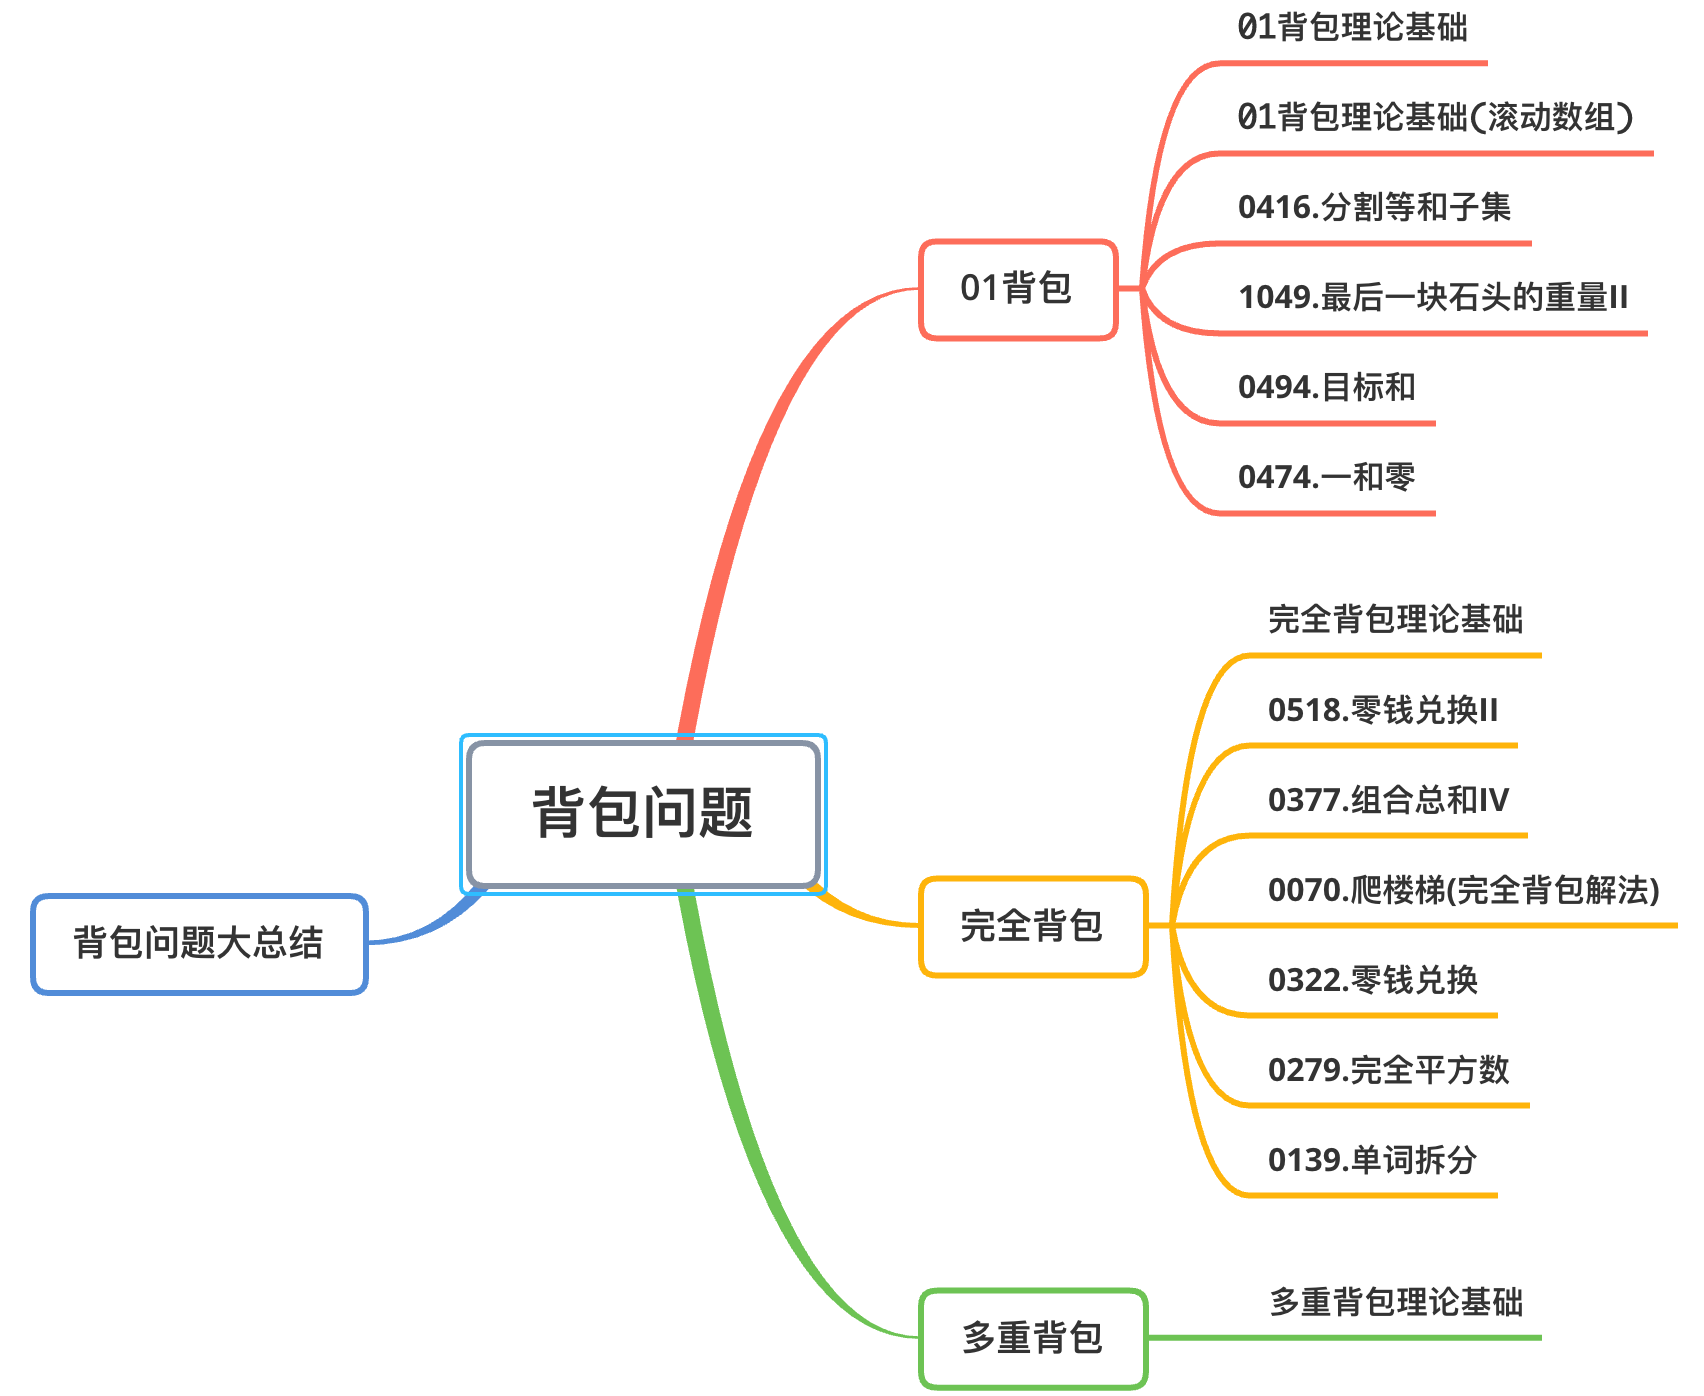 01背包理论基础
01背包理论基础(滚动数组)
0416.分割等和子集
01背包
1049.最后一块石头的重量II
0494.目标和
0474.一和零
完全背包理论基础
0518.零钱兑换II
0377.组合总和IV
背包问题
0070.爬楼梯(完全背包解法)
完全背包
背包问题大总结
0322.零钱兑换
0279.完全平方数
0139.单词拆分
多重背包理论基础
多重背包